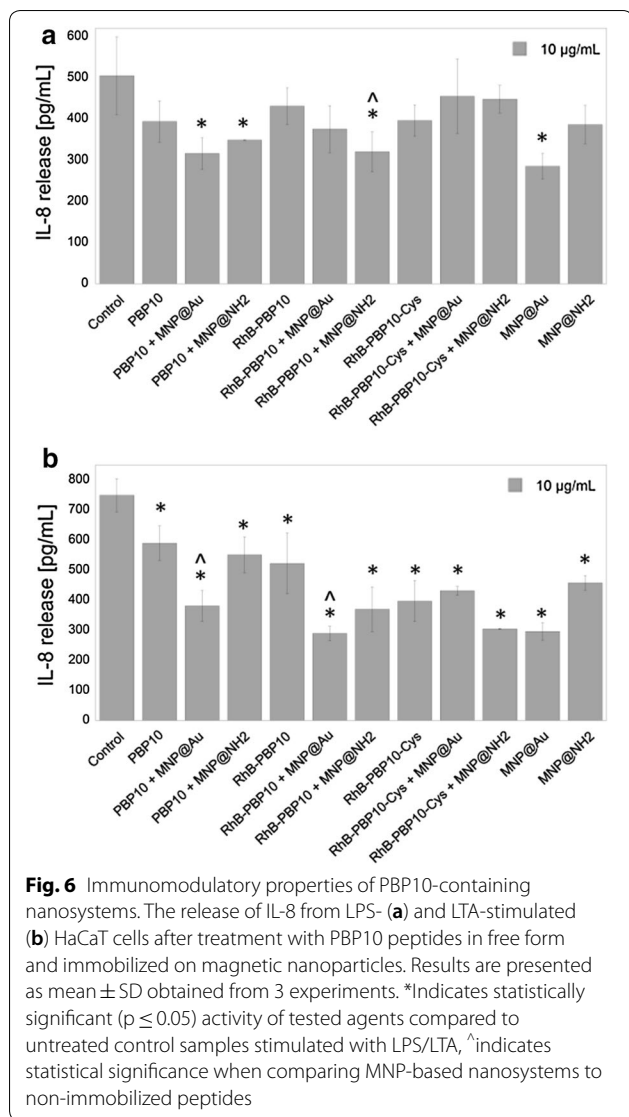 a
600
500
400
300
200
100
0
IL-8 release [pg/mL]
10 µg/mL
* * ^ * *
Control
PBP10
PBP10 + MNP@Au
PBP10 + MNP@NH2
RhB-PBP10
RhB-PBP10 + MNP@Au
RhB-PBP10 + MNP@NH2
RhB-PBP10-Cys
RhB-PBP10-Cys + MNP@Au
RhB-PBP10-Cys + MNP@NH2
MNP@Au
MNP@NH2
b
800
700
600
500
400
300
200
100
0
IL-8 release [pg/mL]
10 µg/mL
* ^ * * * ^ * * * * * * *
Control
PBP10
PBP10 + MNP@Au
PBP10 + MNP@NH2
RhB-PBP10
RhB-PBP10 + MNP@Au
RhB-PBP10 + MNP@NH2
RhB-PBP10-Cys
RhB-PBP10-Cys + MNP@Au
RhB-PBP10-Cys + MNP@NH2
MNP@Au
MNP@NH2
Fig. 6 Immunomodulatory properties of PBP10-containing
nanosystems. The release of IL-8 from LPS- (a) and LTA-stimulated
(b) HaCaT cells after treatment with PBP10 peptides in free form
and immobilized on magnetic nanoparticles. Results are presented
as mean ± SD obtained from 3 experiments. *Indicates statistically
significant (p ≤ 0.05) activity of tested agents compared to
untreated control samples stimulated with LPS/LTA, ^indicates
statistical significance when comparing MNP-based nanosystems to
non-immobilized peptides